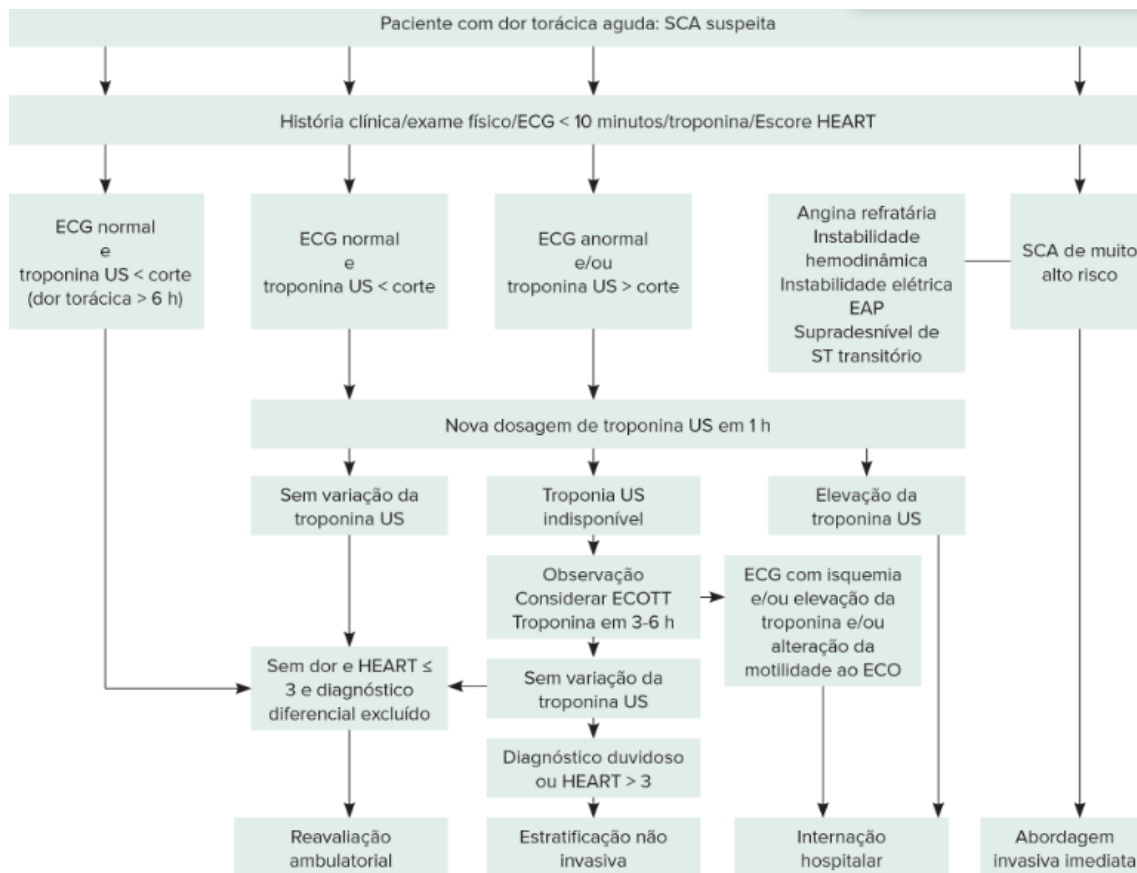 Paciente com dor torácica aguda: SCA suspeita
História clínica/exame físico/ECG < 10 minutos/troponina/Escore HEART
ECG normal
e
troponina US < corte
(dor torácica > 6 h)
ECG normal
e
troponina US < corte
ECG anormal
e/ou
troponina US > corte
Angina refratária
Instabilidade
hemodinâmica
Instabilidade elétrica
EAP
Supradesnível de
ST transitório
SCA de muito
alto risco
Nova dosagem de troponina US em 1 h
Sem variação da
troponina US
Troponia US
indisponível
Elevação da
troponina US
Observação
Considerar ECOTT
Troponina em 3-6 h
ECG com isquemia
e/ou elevação da
troponina e/ou
alteração da
motilidade ao ECO
Sem dor e HEART ≤
3 e diagnóstico
diferencial excluído
Sem variação da
troponina US
Diagnóstico duvidoso
ou HEART > 3
Reavaliação
ambulatorial
Estratificação não
invasiva
Internação
hospitalar
Abordagem
invasiva imediata